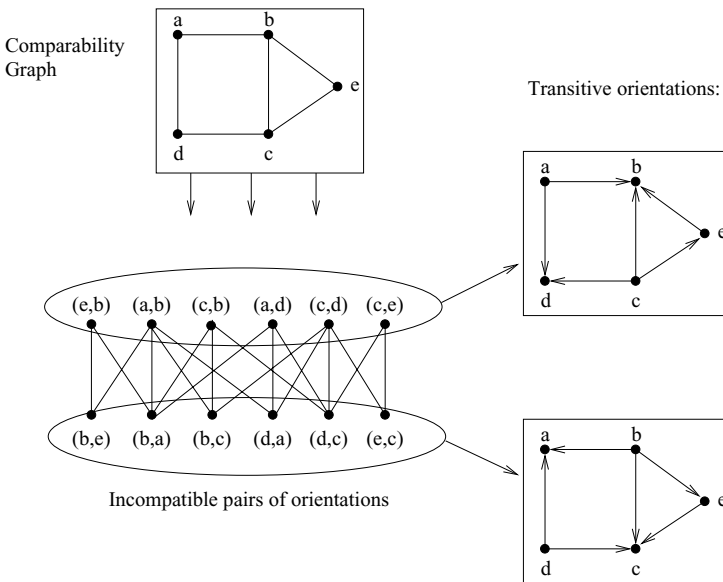 Comparability
Graph
a b
e
d c
Transitive orientations:
a b
e
d c
(e,b) (a,b) (c,b) (a,d) (c,d) (c,e)
(b,e) (b,a) (b,c) (d,a) (d,c) (e,c)
Incompatible pairs of orientations
a b
e
d c